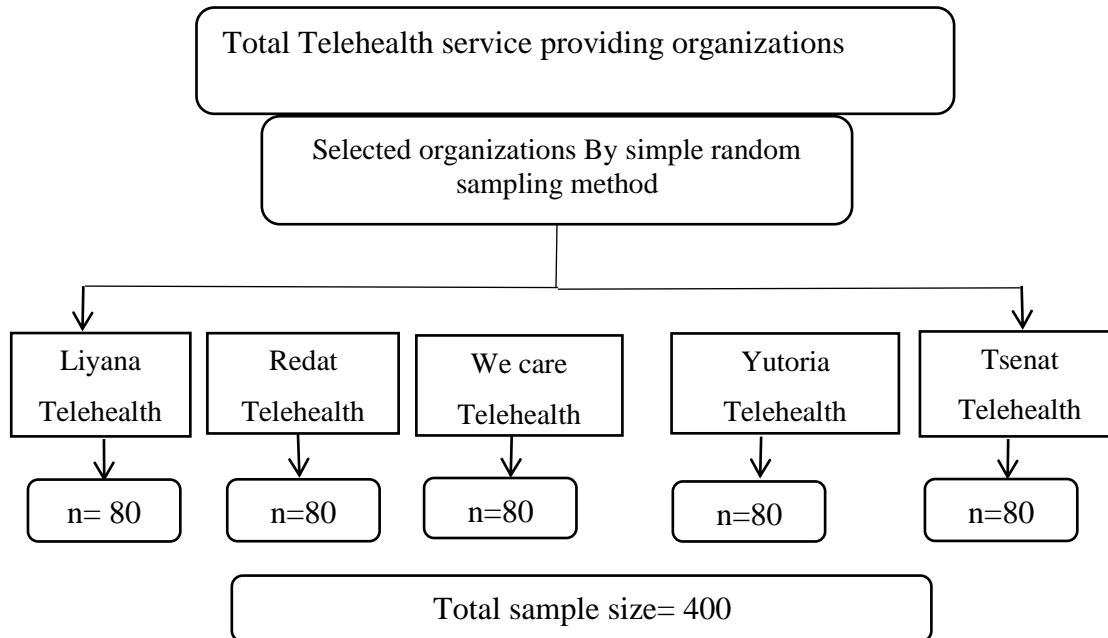 Total Telehealth service providing organizations
Selected organizations By simple random
sampling method
Liyana
Telehealth
Redat
Telehealth
We care
Telehealth
Yutoria
Telehealth
Tsenat
Telehealth
n= 80
n=80
n=80
n=80
n=80
Total sample size= 400